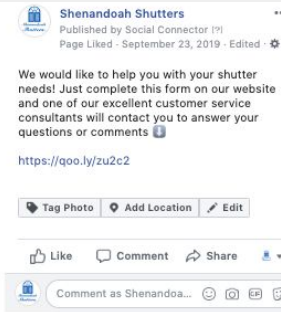 Shenandoah Shutters
Published by Social Connector [?]
Page Liked · September 23, 2019 · Edited ·
We would like to help you with your shutter
needs! Just complete this form on our website
and one of our excellent customer service
consultants will contact you to answer your
questions or comments ⬇️
https://qoo.ly/zu2c2
Tag Photo Add Location Edit
Like Comment Share
Comment as Shenandoa... GIF